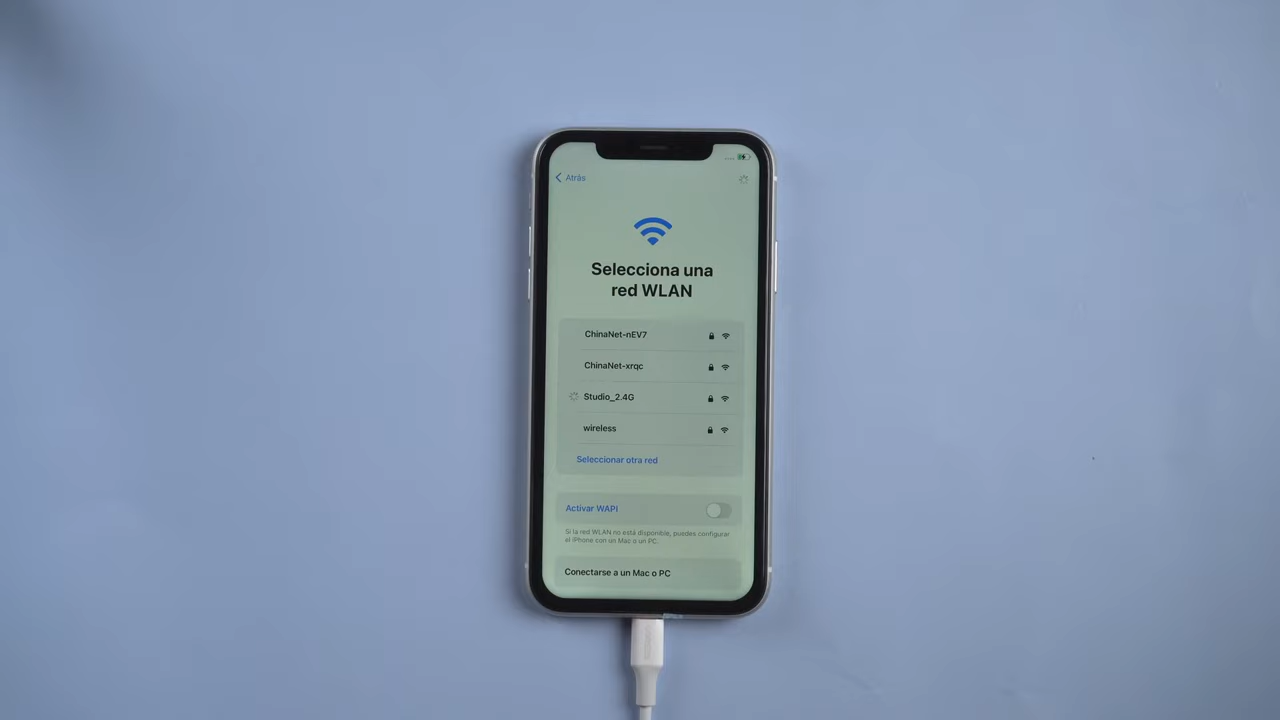 Atrás
Selecciona una
red WLAN
ChinaNet-nEV7
ChinaNet-xrqc
Studio_2.4G
wireless
Seleccionar otra red
Activar WAPI
Si la red WLAN no está disponible, puedes configurar
el iPhone con un Mac o un PC.
Conectarse a un Mac o PC